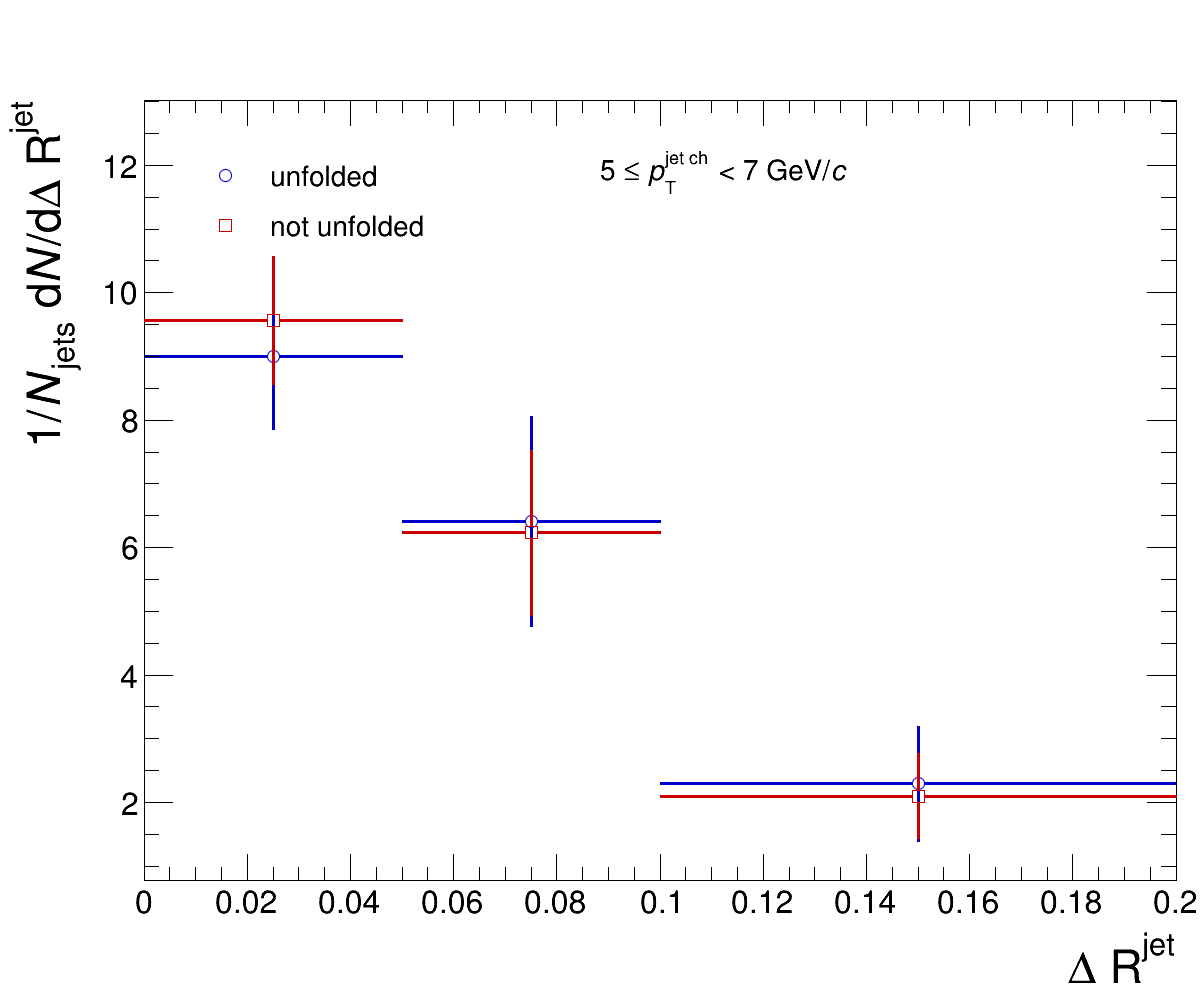 1/N_jets dN/dΔ R^jet
12
10
8
6
4
2
unfolded
not unfolded
5 ≤ p_T^jet ch < 7 GeV/c
0 0.02 0.04 0.06 0.08 0.1 0.12 0.14 0.16 0.18 0.2
Δ R^jet